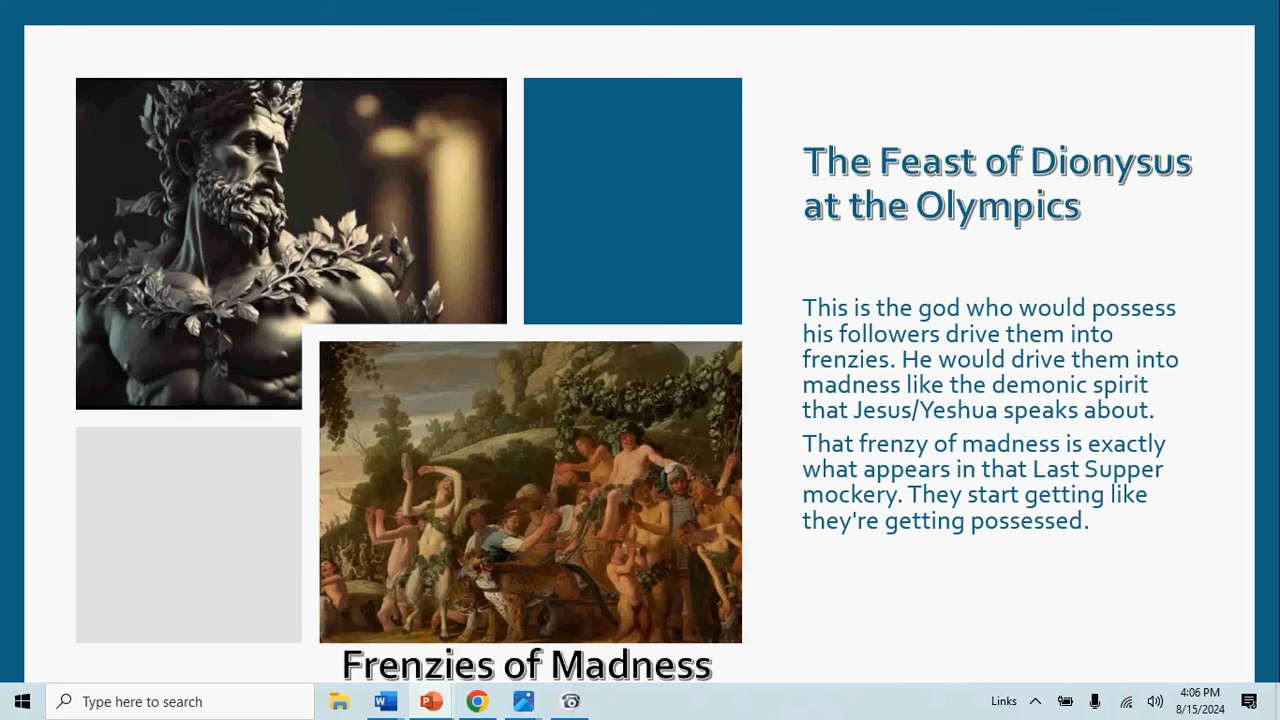 The Feast of Dionysus
at the Olympics
This is the god who would possess
his followers drive them into
frenzies. He would drive them into
madness like the demonic spirit
that Jesus/Yeshua speaks about.
That frenzy of madness is exactly
what appears in that Last Supper
mockery. They start getting like
they're getting possessed.
Frenzies of Madness
Type here to search
Links
4:06 PM
8/15/2024